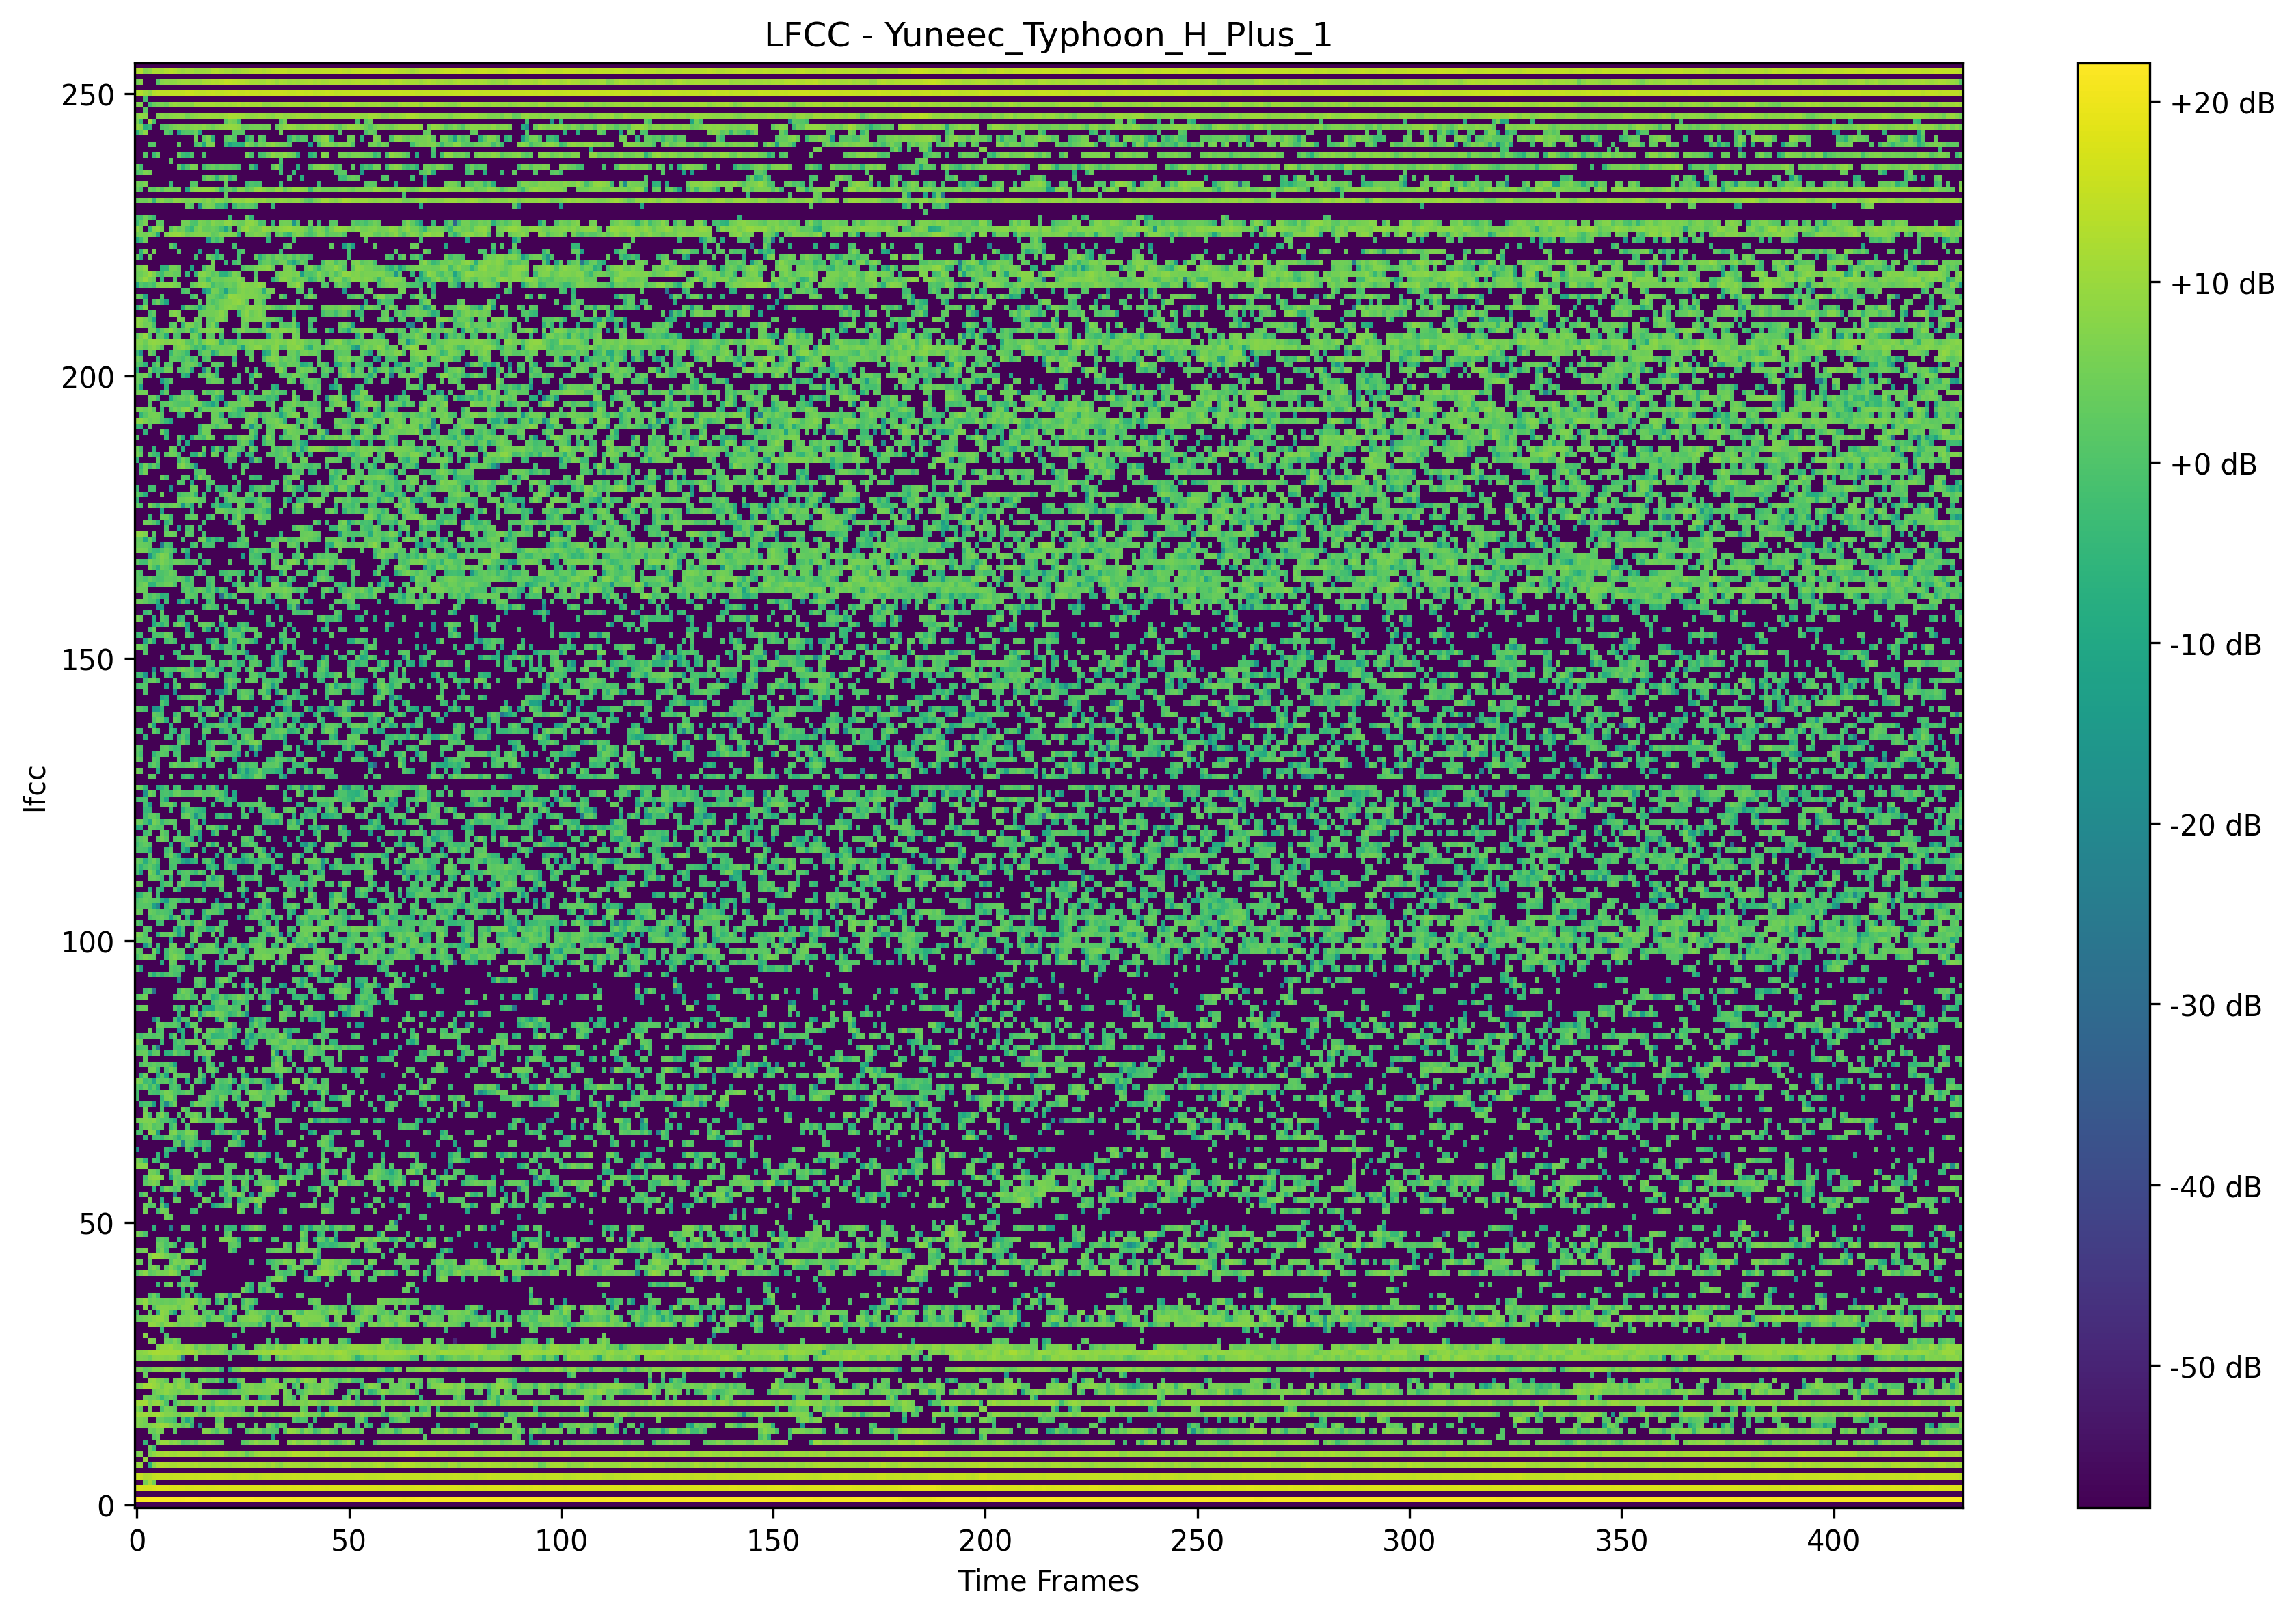 LFCC - Yuneec_Typhoon_H_Plus_1
250
200
150
100
50
0
lfcc
0 50 100 150 200 250 300 350 400
Time Frames
+20 dB
+10 dB
+0 dB
-10 dB
-20 dB
-30 dB
-40 dB
-50 dB